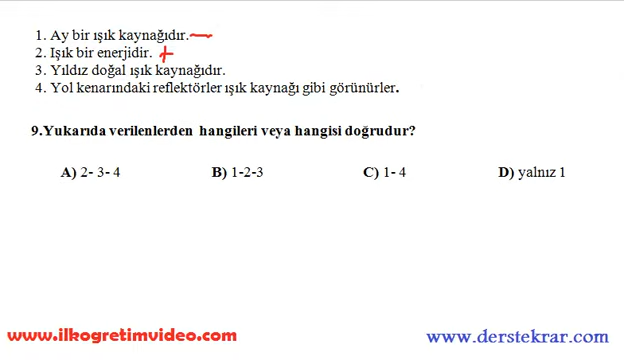 1. Ay bir ışık kaynağıdır.
2. Işık bir enerjidir. +
3. Yıldız doğal ışık kaynağıdır.
4. Yol kenarındaki reflektörler ışık kaynağı gibi görünürler.
9.Yukarıda verilenlerden hangileri veya hangisi doğrudur?
A) 2- 3- 4 B) 1-2-3 C) 1- 4 D) yalnız 1
www.ilkogretimvideo.com www.derstekrar.com